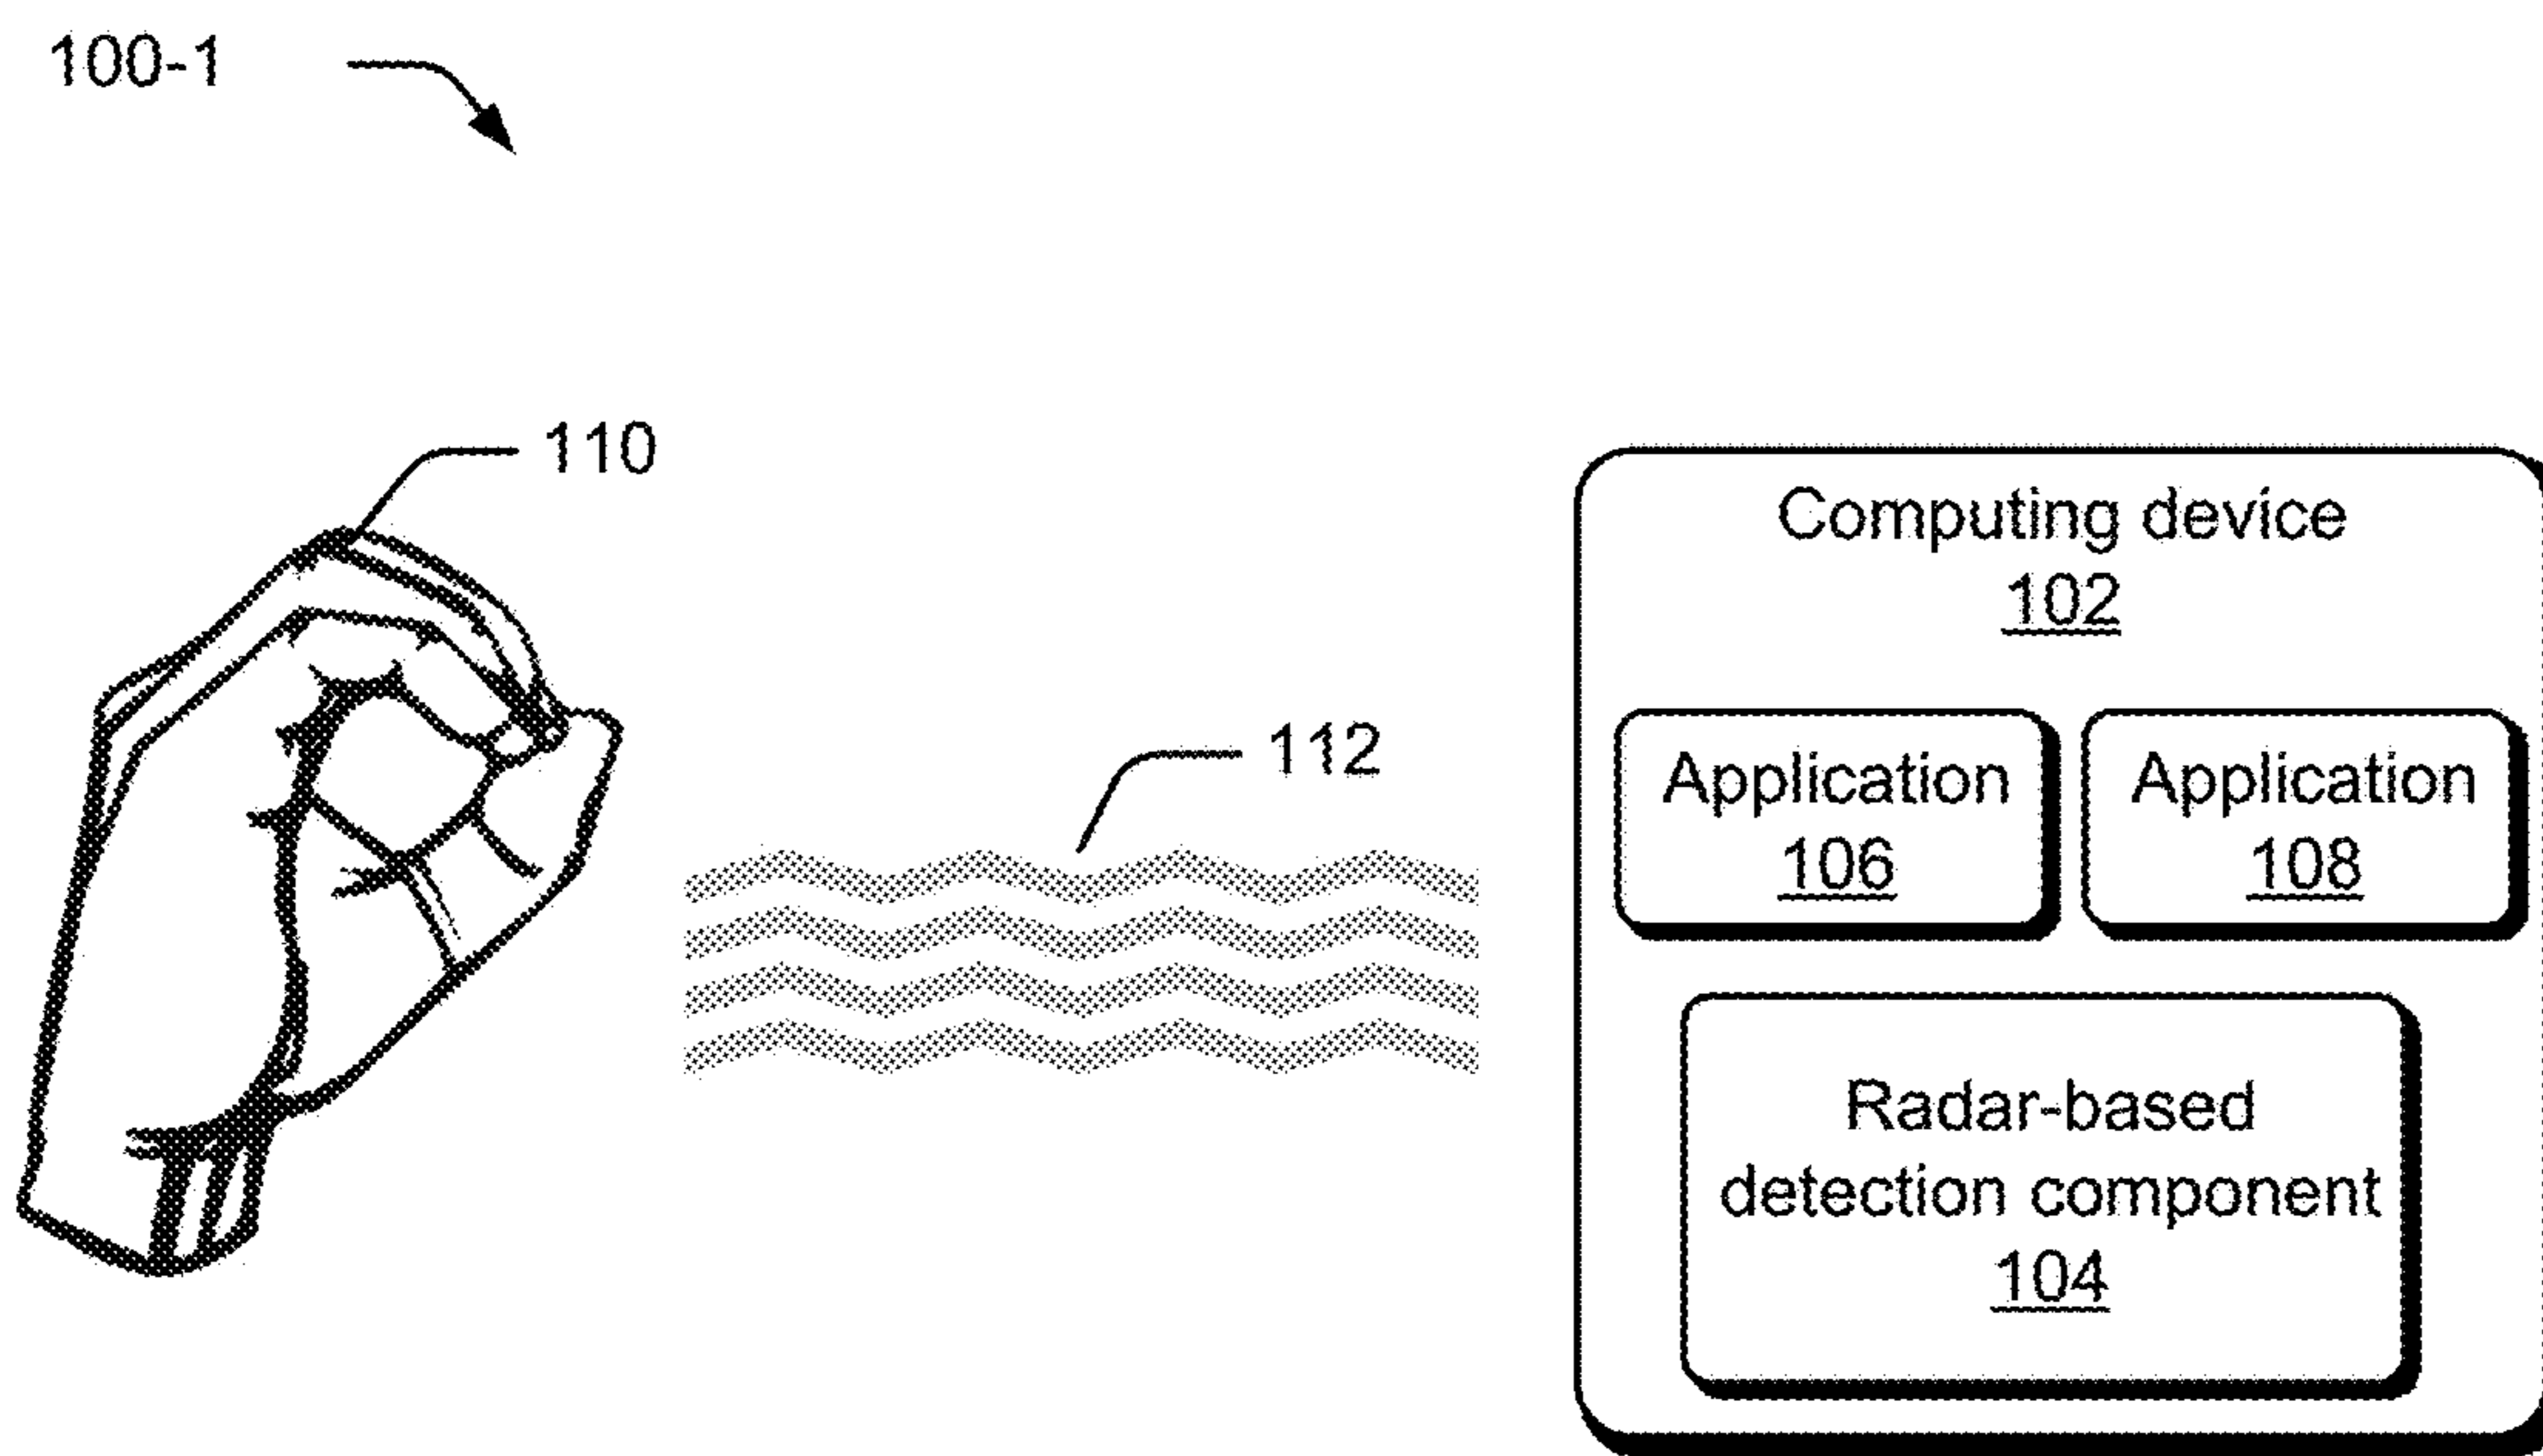 100-1
110
112
Computing device
102
Application
106
Application
108
Radar-based
detection component
104